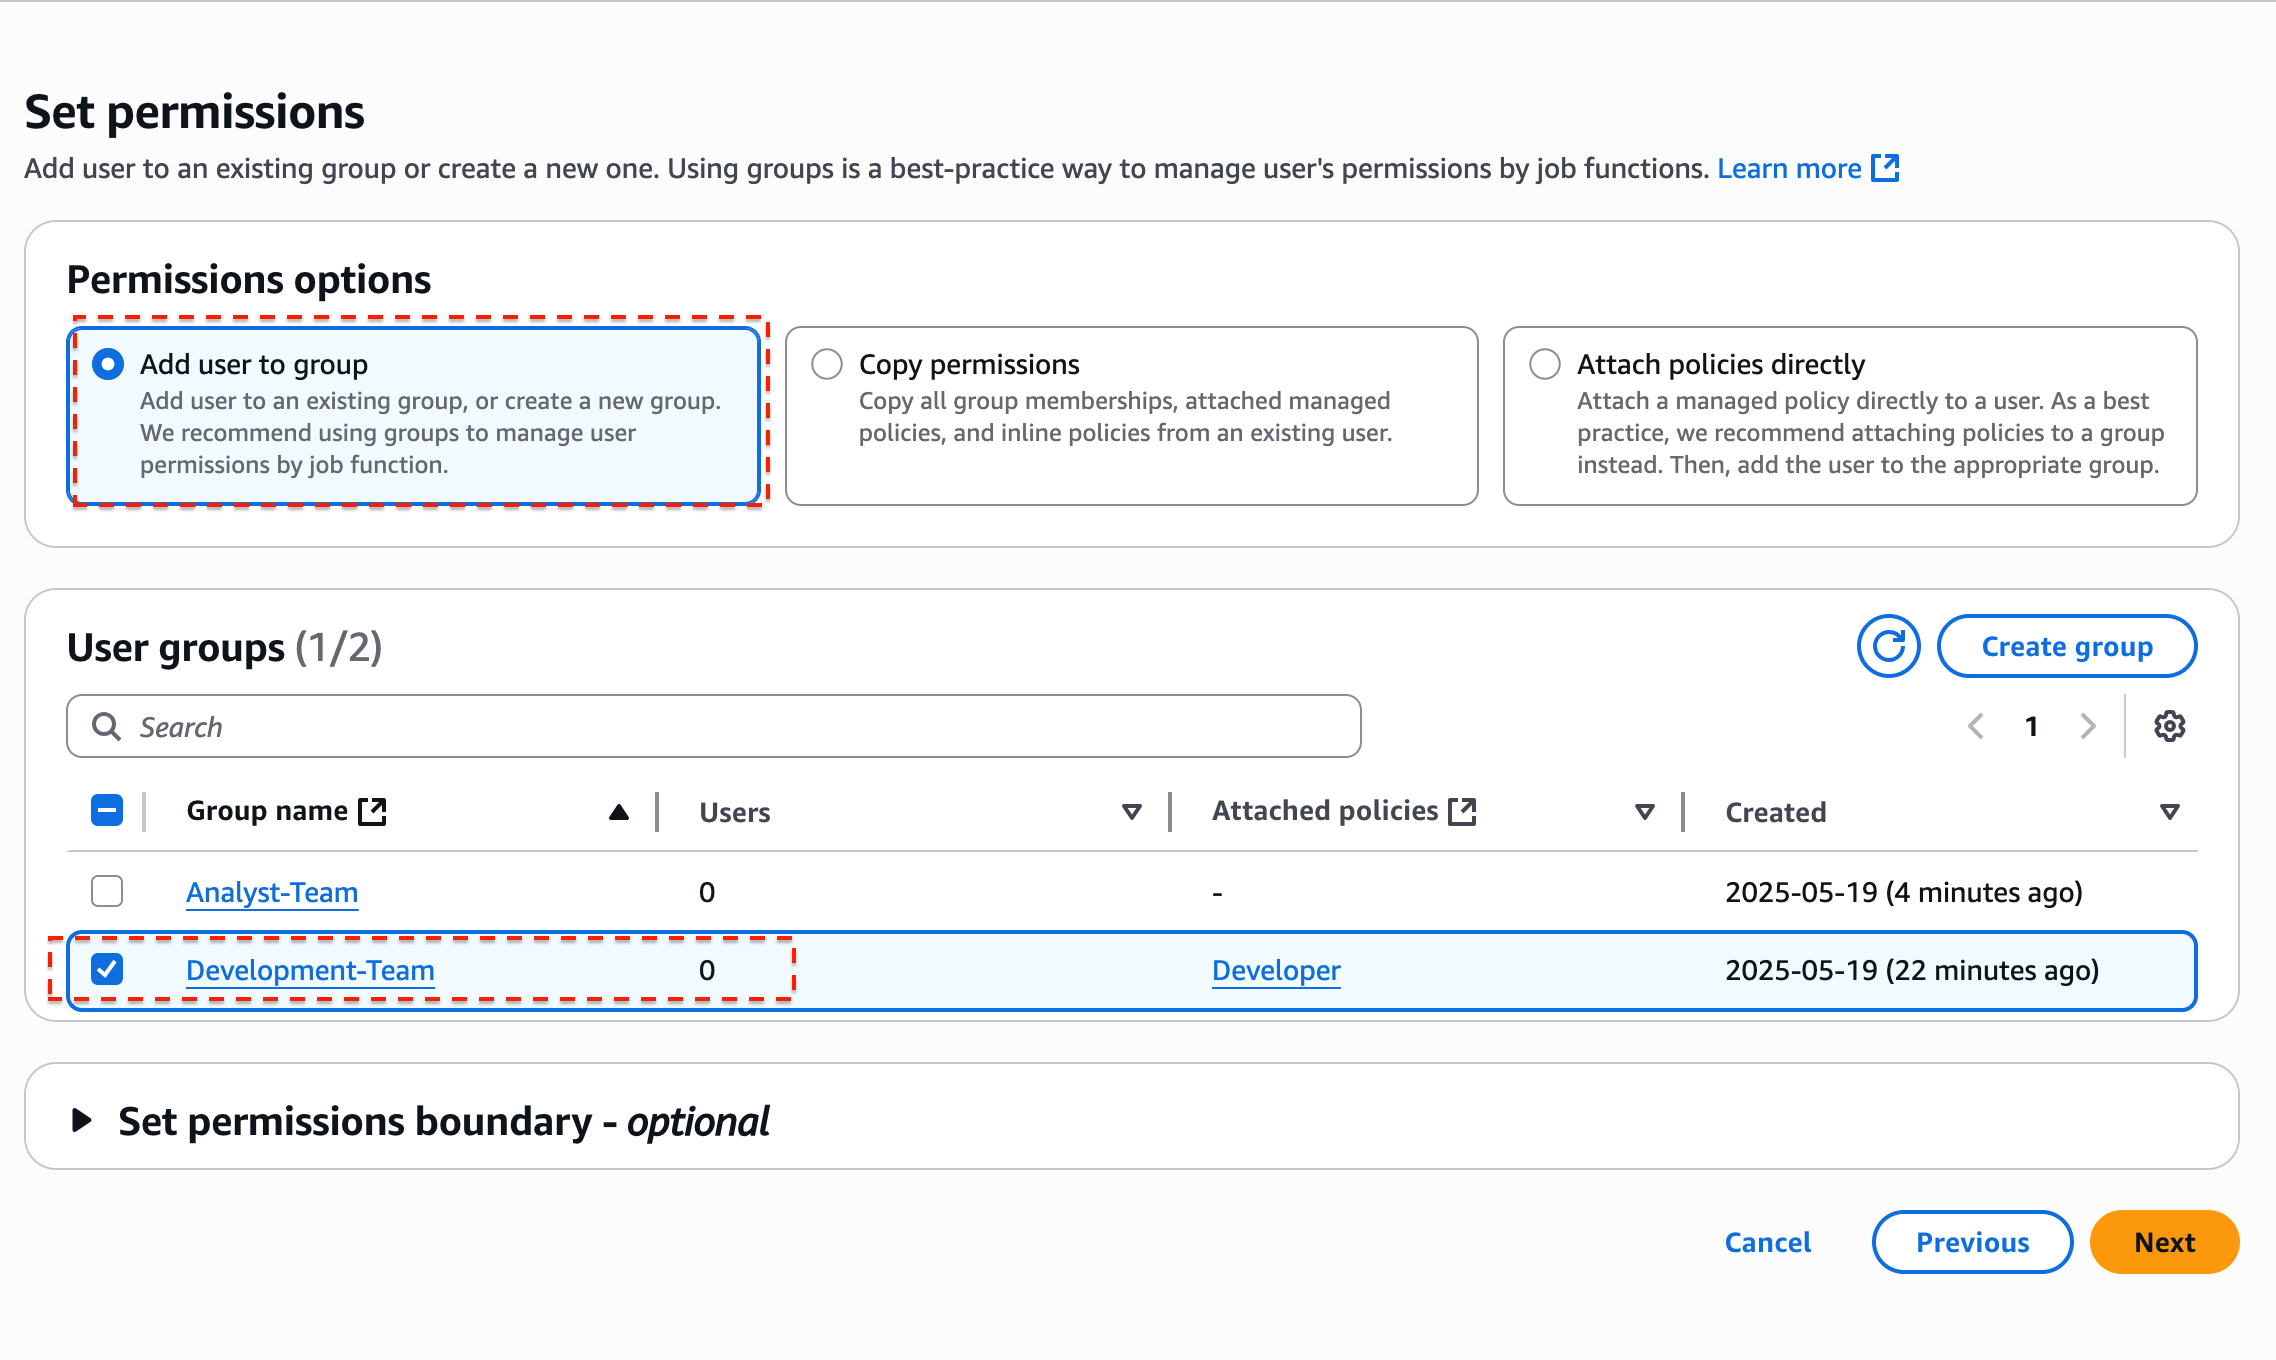 Set permissions
Add user to an existing group or create a new one. Using groups is a best-practice way to manage user's permissions by job functions. Learn more
Permissions options
Add user to group
Add user to an existing group, or create a new group.
We recommend using groups to manage user
permissions by job function.
Copy permissions
Copy all group memberships, attached managed
policies, and inline policies from an existing user.
Attach policies directly
Attach a managed policy directly to a user. As a best
practice, we recommend attaching policies to a group
instead. Then, add the user to the appropriate group.
User groups (1/2)
Create group
Search
1
Group name Users Attached policies Created
Analyst-Team 0 - 2025-05-19 (4 minutes ago)
Development-Team 0 Developer 2025-05-19 (22 minutes ago)
Set permissions boundary - optional
Cancel Previous Next